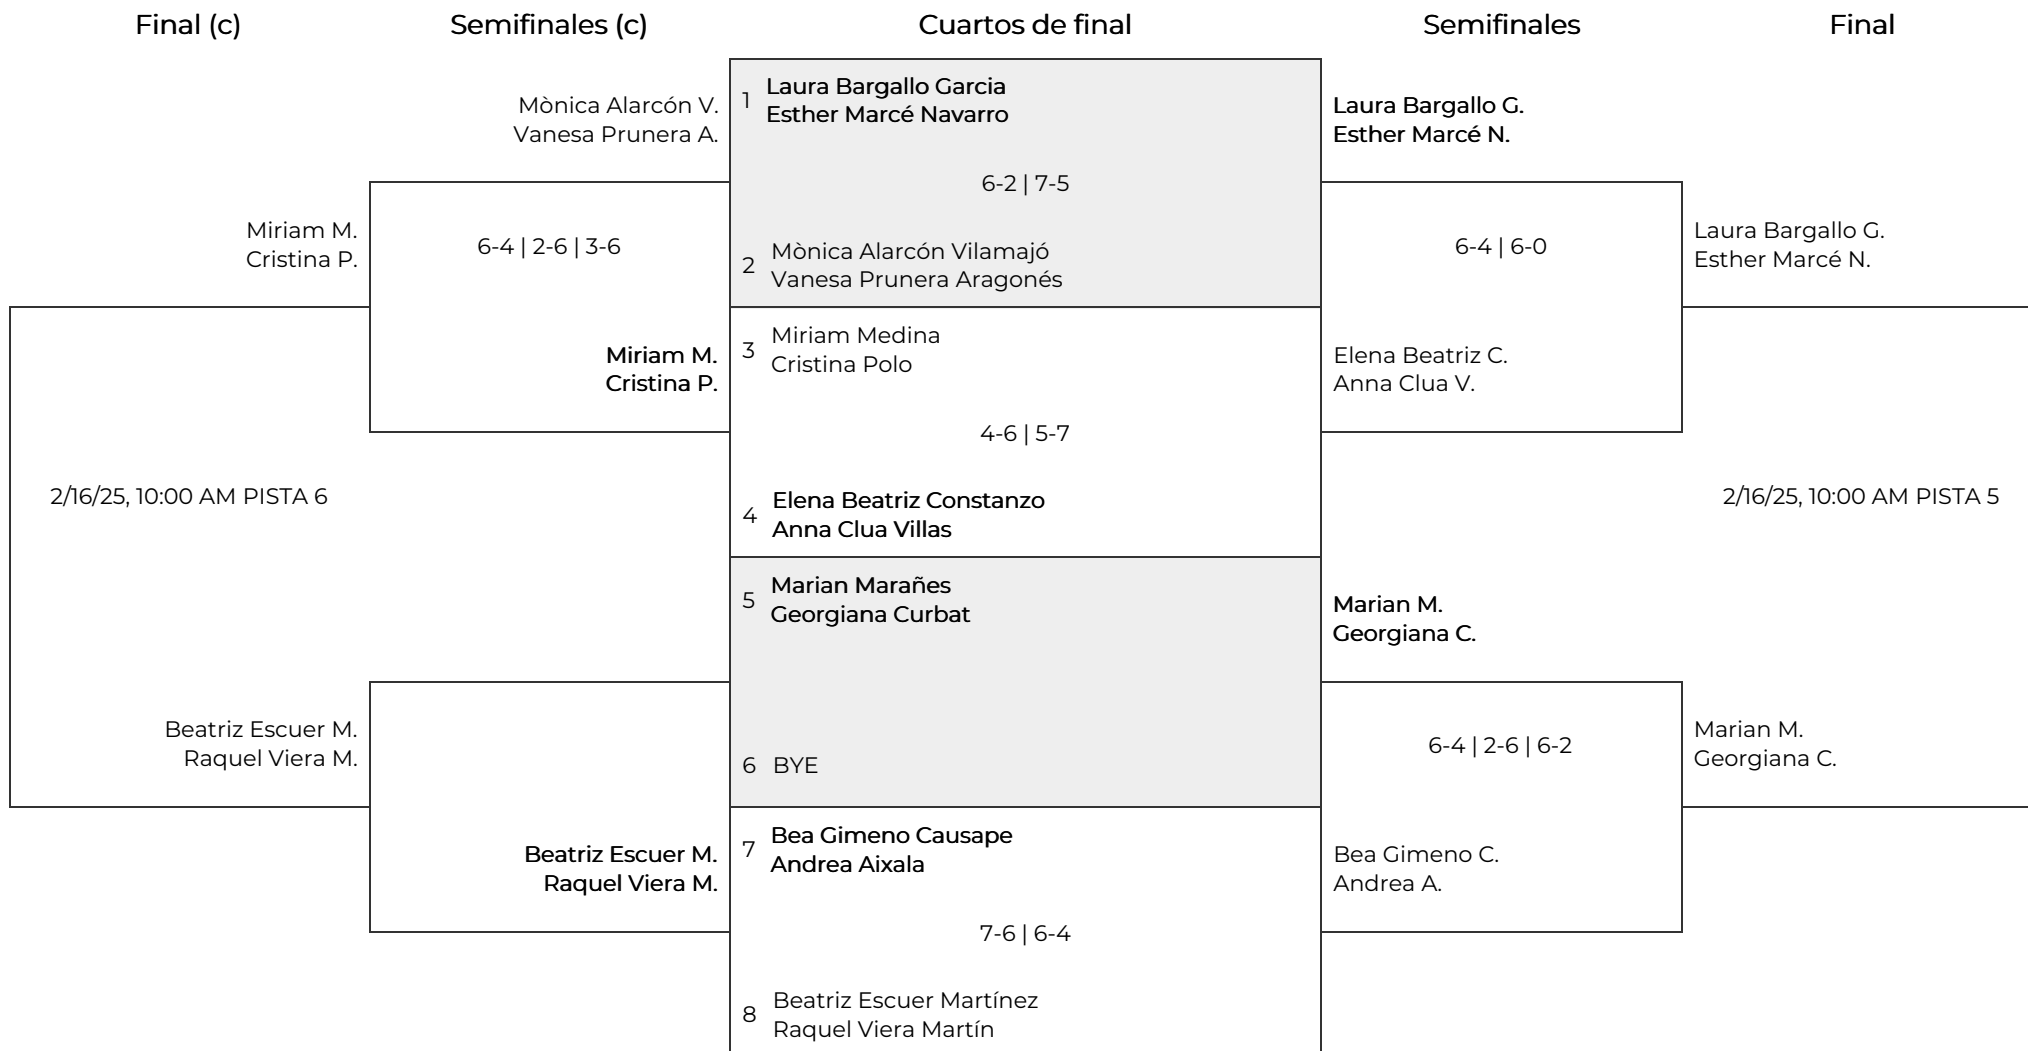 Final (c)
Semifinales (c)
Cuartos de final
Semifinales
Final
Mònica Alarcón V.
Vanesa Prunera A.
6-4 | 2-6 | 3-6
Miriam M.
Cristina P.
Miriam M.
Cristina P.
2/16/25, 10:00 AM PISTA 6
Beatriz Escuer M.
Raquel Viera M.
Beatriz Escuer M.
Raquel Viera M.
1
Laura Bargallo Garcia
Esther Marcé Navarro
6-2 | 7-5
2
Mònica Alarcón Vilamajó
Vanesa Prunera Aragonés
3
Miriam Medina
Cristina Polo
4-6 | 5-7
4
Elena Beatriz Constanzo
Anna Clua Villas
5
Marian Marañes
Georgiana Curbat
6 BYE
7
Bea Gimeno Causape
Andrea Aixala
7-6 | 6-4
8
Beatriz Escuer Martínez
Raquel Viera Martín
Laura Bargallo G.
Esther Marcé N.
6-4 | 6-0
Elena Beatriz C.
Anna Clua V.
Marian M.
Georgiana C.
6-4 | 2-6 | 6-2
Bea Gimeno C.
Andrea A.
Laura Bargallo G.
Esther Marcé N.
2/16/25, 10:00 AM PISTA 5
Marian M.
Georgiana C.